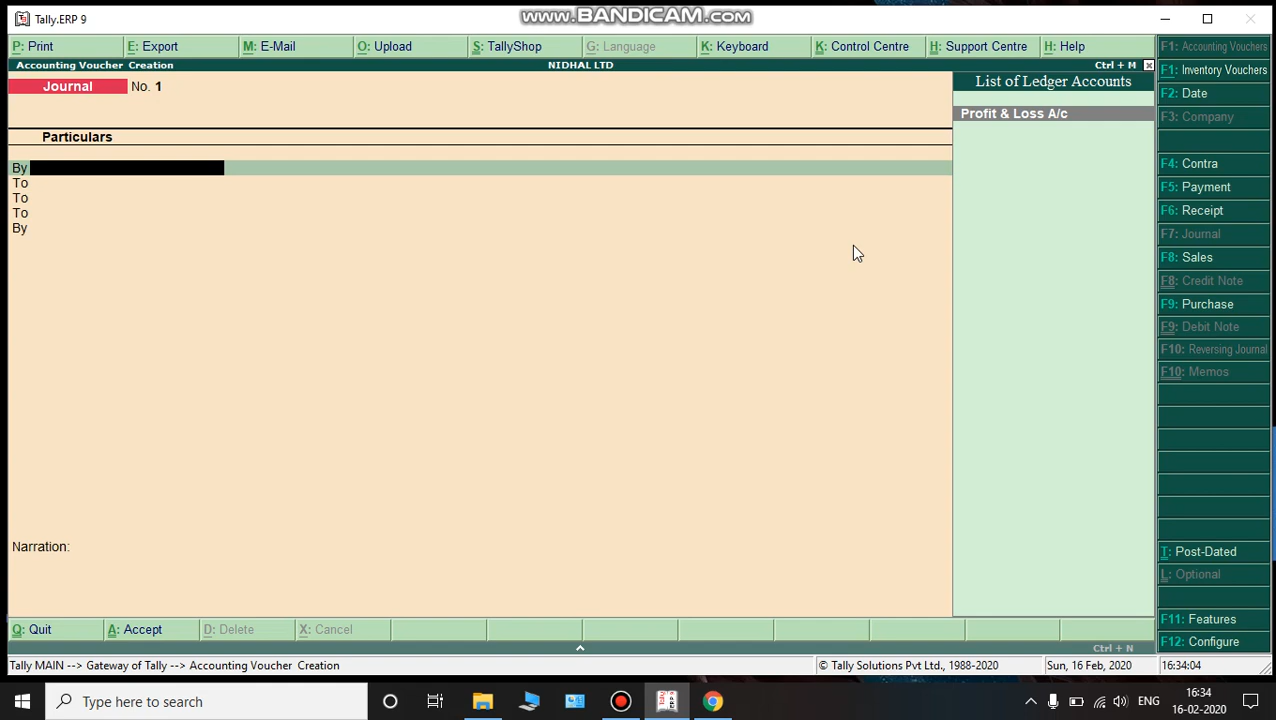 www.BANDICAM.com
Tally.ERP 9
P: Print
E: Export
M: E-Mail
O: Upload
S: TallyShop
G: Language
K: Keyboard
K: Control Centre
H: Support Centre
H: Help
Accounting Voucher Creation
NIDHAL LTD
Ctrl + M
Journal No. 1
Particulars
By
To
To
To
By
Narration:
List of Ledger Accounts
Profit & Loss A/c
F1: Accounting Vouchers
F1: Inventory Vouchers
F2: Date
F3: Company
F4: Contra
F5: Payment
F6: Receipt
F7: Journal
F8: Sales
F8: Credit Note
F9: Purchase
F9: Debit Note
F10: Reversing Journal
F10: Memos
T: Post-Dated
L: Optional
F11: Features
F12: Configure
Q: Quit
A: Accept
D: Delete
X: Cancel
Ctrl + N
Tally MAIN --> Gateway of Tally --> Accounting Voucher Creation
© Tally Solutions Pvt Ltd., 1988-2020
Sun, 16 Feb, 2020
16:34:04
Type here to search
ENG
16:34
16-02-2020